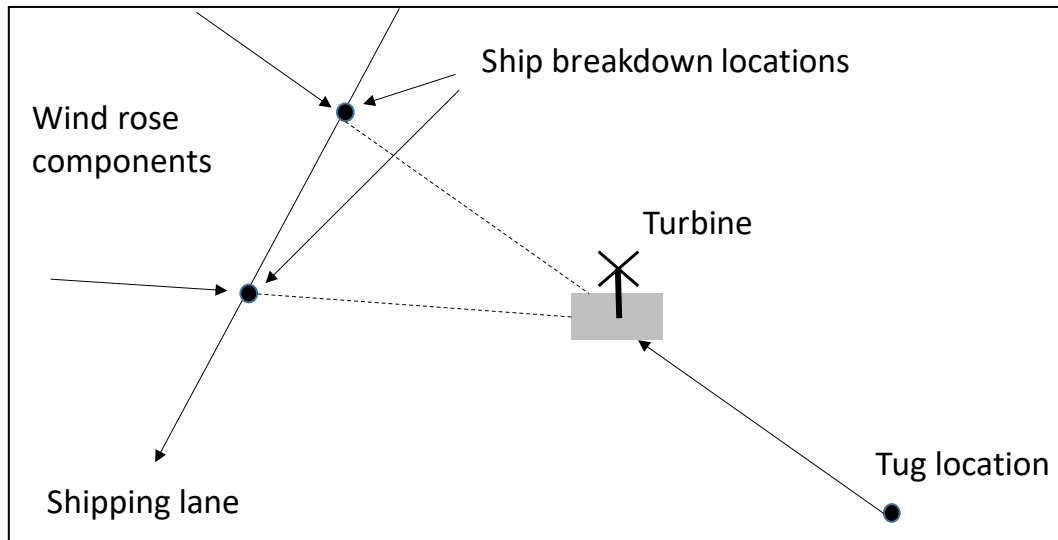 Ship breakdown locations
Wind rose
components
Turbine
Tug location
Shipping lane